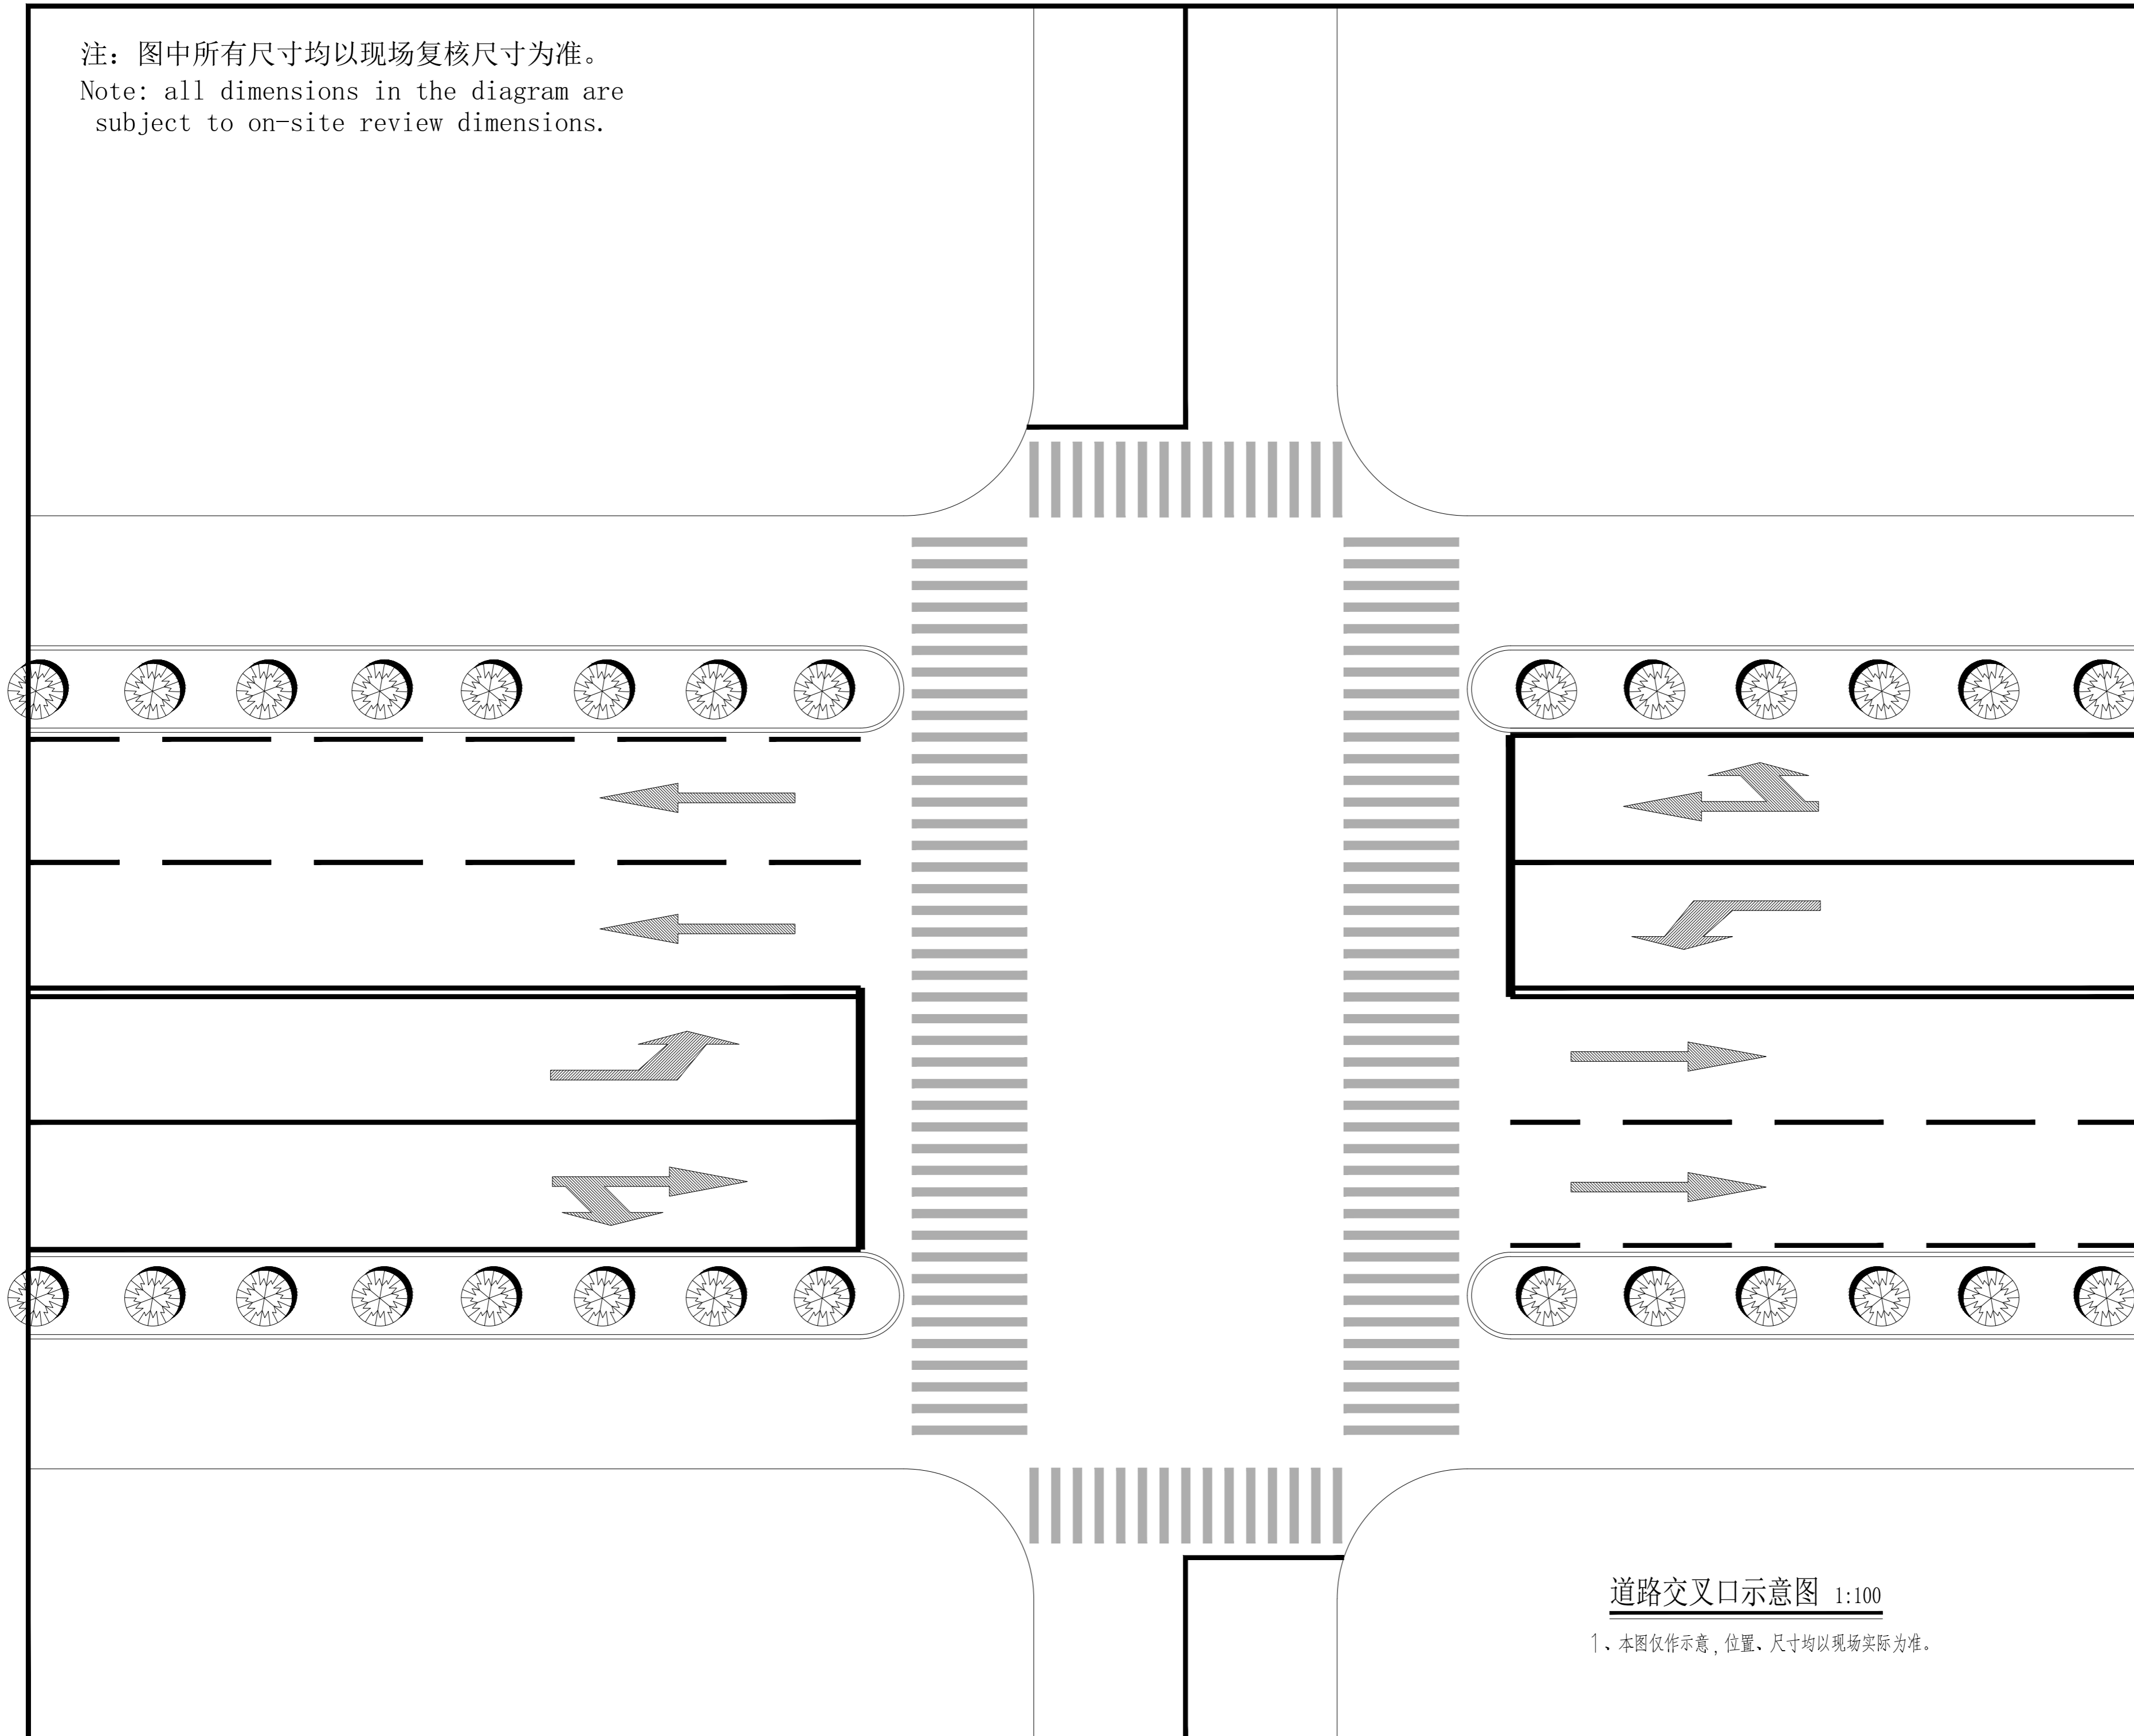 注：图中所有尺寸均以现场复核尺寸为准。
Note: all dimensions in the diagram are
subject to on-site review dimensions.
道路交叉口示意图 1:100
1、本图仅作示意，位置、尺寸均以现场实际为准。